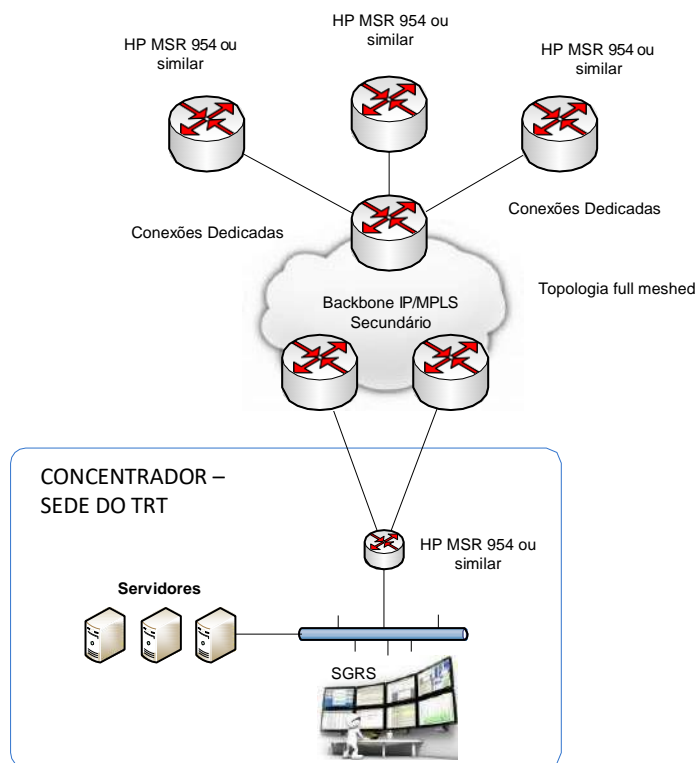 HP MSR 954 ou
similar
HP MSR 954 ou
similar
HP MSR 954 ou
similar
Conexões Dedicadas
Conexões Dedicadas
Backbone IP/MPLS
Secundário
Topologia full meshed
CONCENTRADOR –
SEDE DO TRT
HP MSR 954 ou
similar
Servidores
SGRS